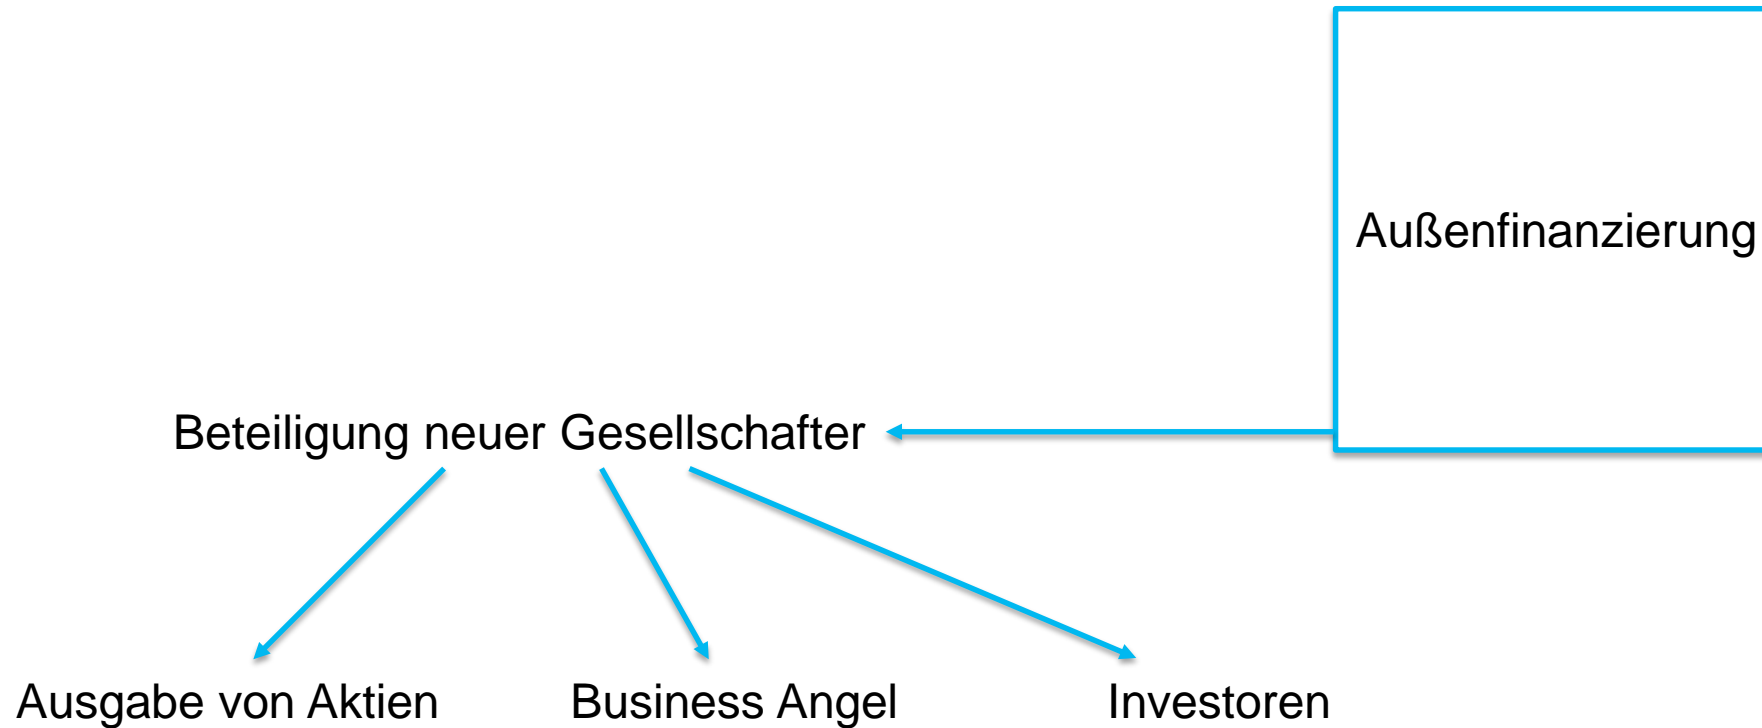 Außenfinanzierung
Beteiligung neuer Gesellschafter
Ausgabe von Aktien
Business Angel
Investoren